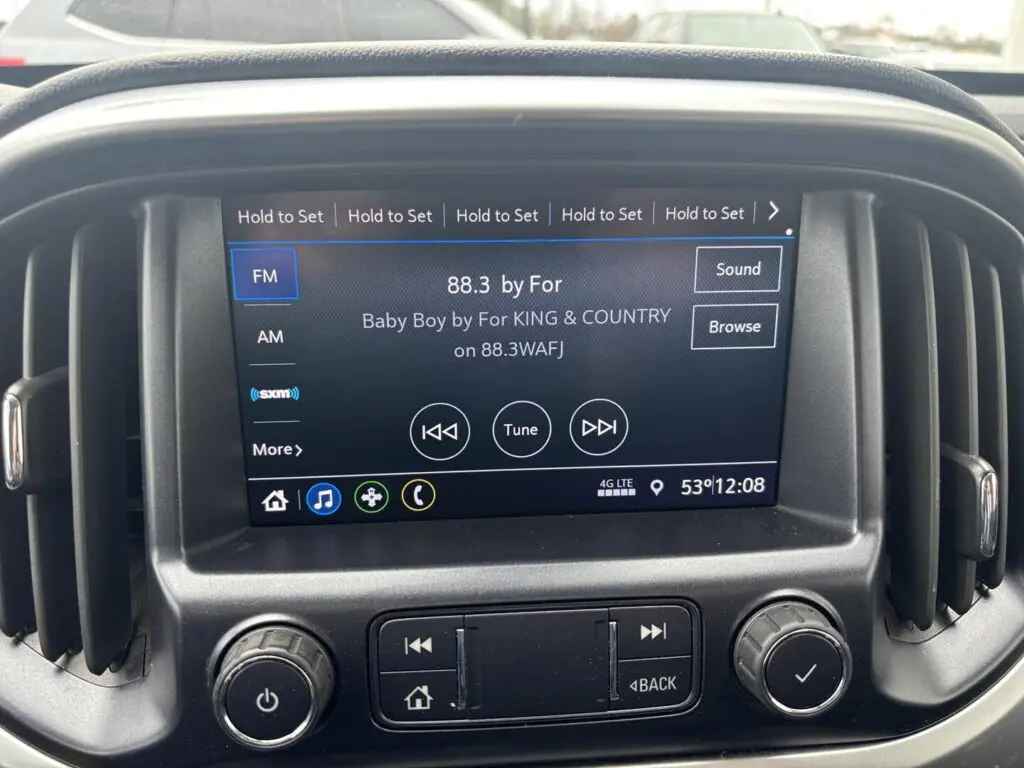 Hold to Set Hold to Set Hold to Set Hold to Set Hold to Set
FM
88.3 by For
Sound
Baby Boy by For KING & COUNTRY
on 88.3WAFJ
Browse
AM
sxm
More
Tune
4G LTE
53° 12:08
BACK